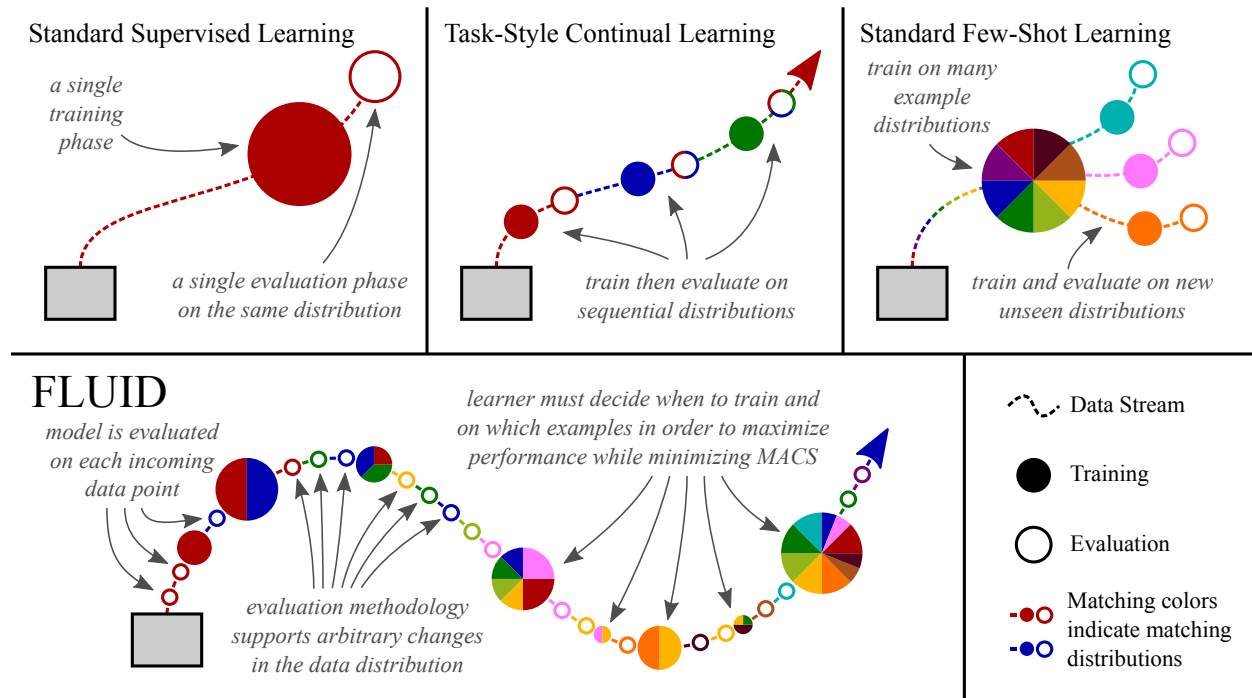 Standard Supervised Learning
a single
training
phase
a single evaluation phase
on the same distribution
Task-Style Continual Learning
train then evaluate on
sequential distributions
Standard Few-Shot Learning
train on many
example
distributions
train and evaluate on new
unseen distributions
FLUID
model is evaluated
on each incoming
data point
evaluation methodology
supports arbitrary changes
in the data distribution
learner must decide when to train and
on which examples in order to maximize
performance while minimizing MACS
Data Stream
Training
Evaluation
Matching colors
indicate matching
distributions